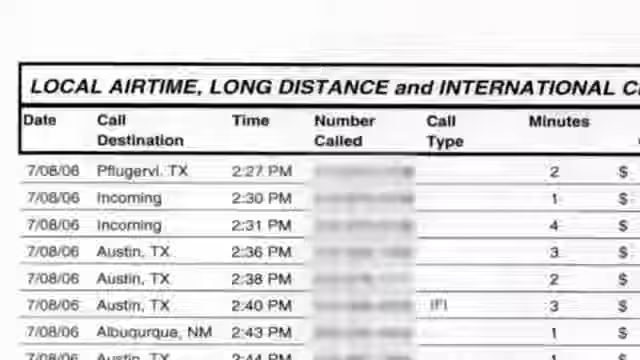 LOCAL AIRTIME, LONG DISTANCE and INTERNATIONAL
Date Call Destination Time Number Called Call Type Minutes
7/08/06 Pflugervl, TX 2:27 PM 2 $
7/08/06 Incoming 2:30 PM 1 $
7/08/06 Incoming 2:31 PM 4 $
7/08/06 Austin, TX 2:36 PM 3 $
7/08/06 Austin, TX 2:38 PM 2 $
7/08/06 Austin, TX 2:40 PM 3 $
7/08/06 Albuqurque, NM 2:43 PM 1 $
7/08/06 Austin, TX 2:44 PM 1 $